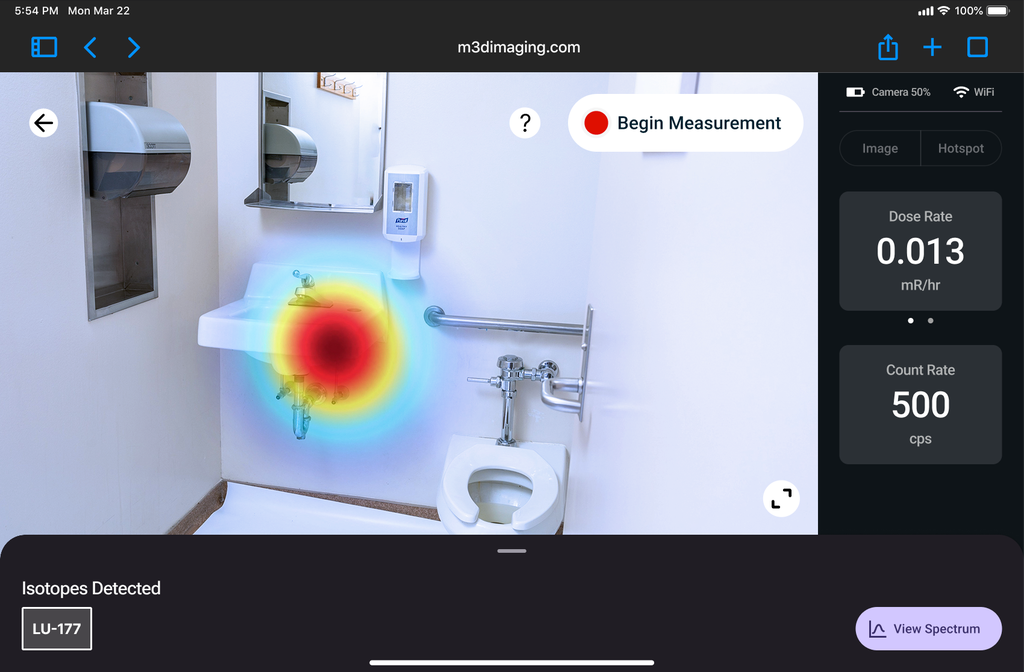 5:54 PM Mon Mar 22
100%
m3dimaging.com
Camera 50% WiFi
? Begin Measurement
Image Hotspot
Dose Rate
0.013
mR/hr
Count Rate
500
cps
Isotopes Detected
LU-177
View Spectrum